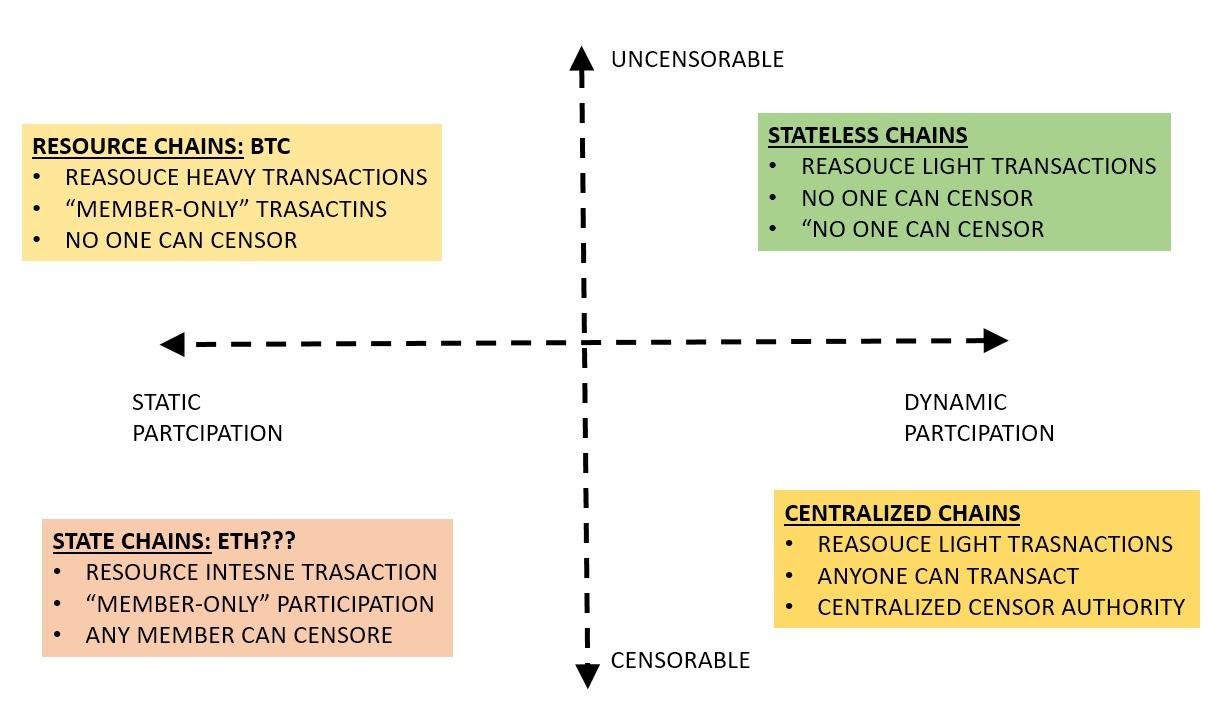 UNCENSORABLE
RESOURCE CHAINS: BTC
• REASOUCE HEAVY TRANSACTIONS
• “MEMBER-ONLY” TRASACTINS
• NO ONE CAN CENSOR
STATELESS CHAINS
• REASOUCE LIGHT TRANSACTIONS
• NO ONE CAN CENSOR
• “NO ONE CAN CENSOR
STATIC
PARTCIPATION
DYNAMIC
PARTCIPATION
STATE CHAINS: ETH???
• RESOURCE INTESNE TRASACTION
• “MEMBER-ONLY” PARTICIPATION
• ANY MEMBER CAN CENSORE
CENTRALIZED CHAINS
• REASOUCE LIGHT TRASNACTIONS
• ANYONE CAN TRANSACT
• CENTRALIZED CENSOR AUTHORITY
CENSORABLE